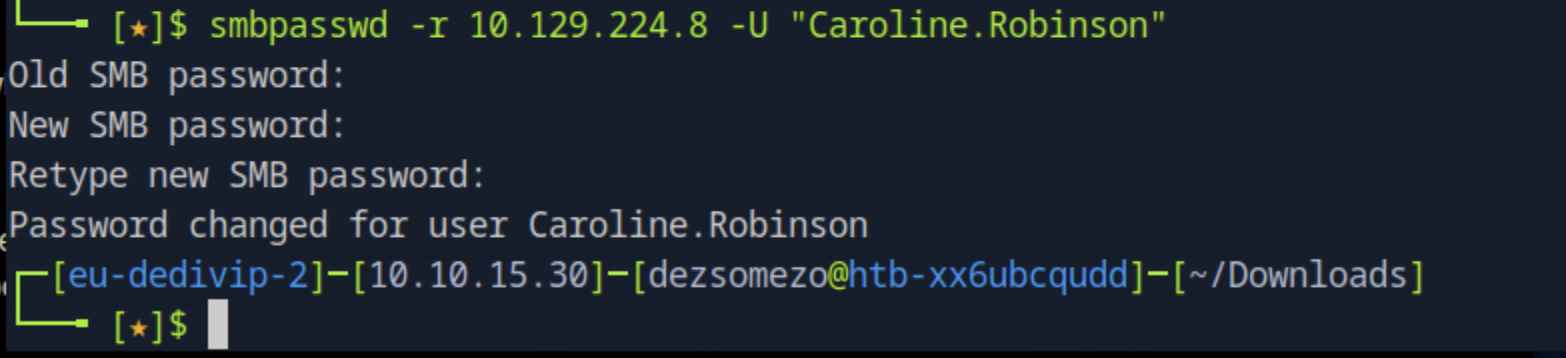 └──╼ [★]$ smbpasswd -r 10.129.224.8 -U "Caroline.Robinson"
Old SMB password:
New SMB password:
Retype new SMB password:
Password changed for user Caroline.Robinson
┌─[eu-dedivip-2]─[10.10.15.30]─[dezsomezo@htb-xx6ubcqudd]─[~/Downloads]
└──╼ [★]$